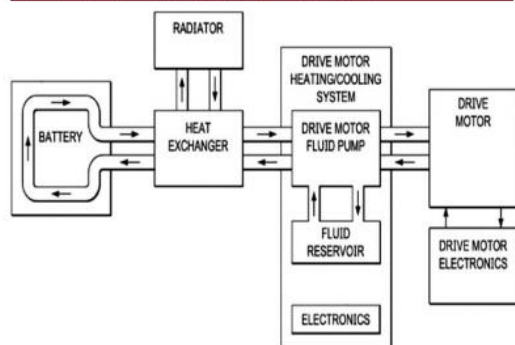 RADIATOR
DRIVE MOTOR
HEATING/COOLING
SYSTEM
BATTERY
HEAT
EXCHANGER
DRIVE MOTOR
FLUID PUMP
DRIVE
MOTOR
FLUID
RESERVOIR
DRIVE MOTOR
ELECTRONICS
ELECTRONICS